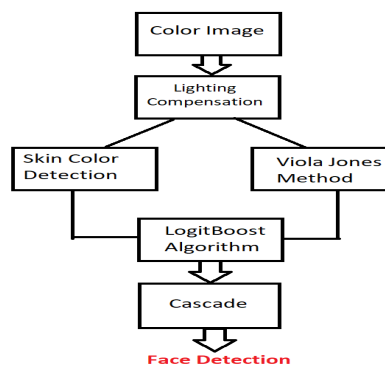 Color Image
Lighting
Compensation
Skin Color
Detection
Viola Jones
Method
LogitBoost
Algorithm
Cascade
Face Detection